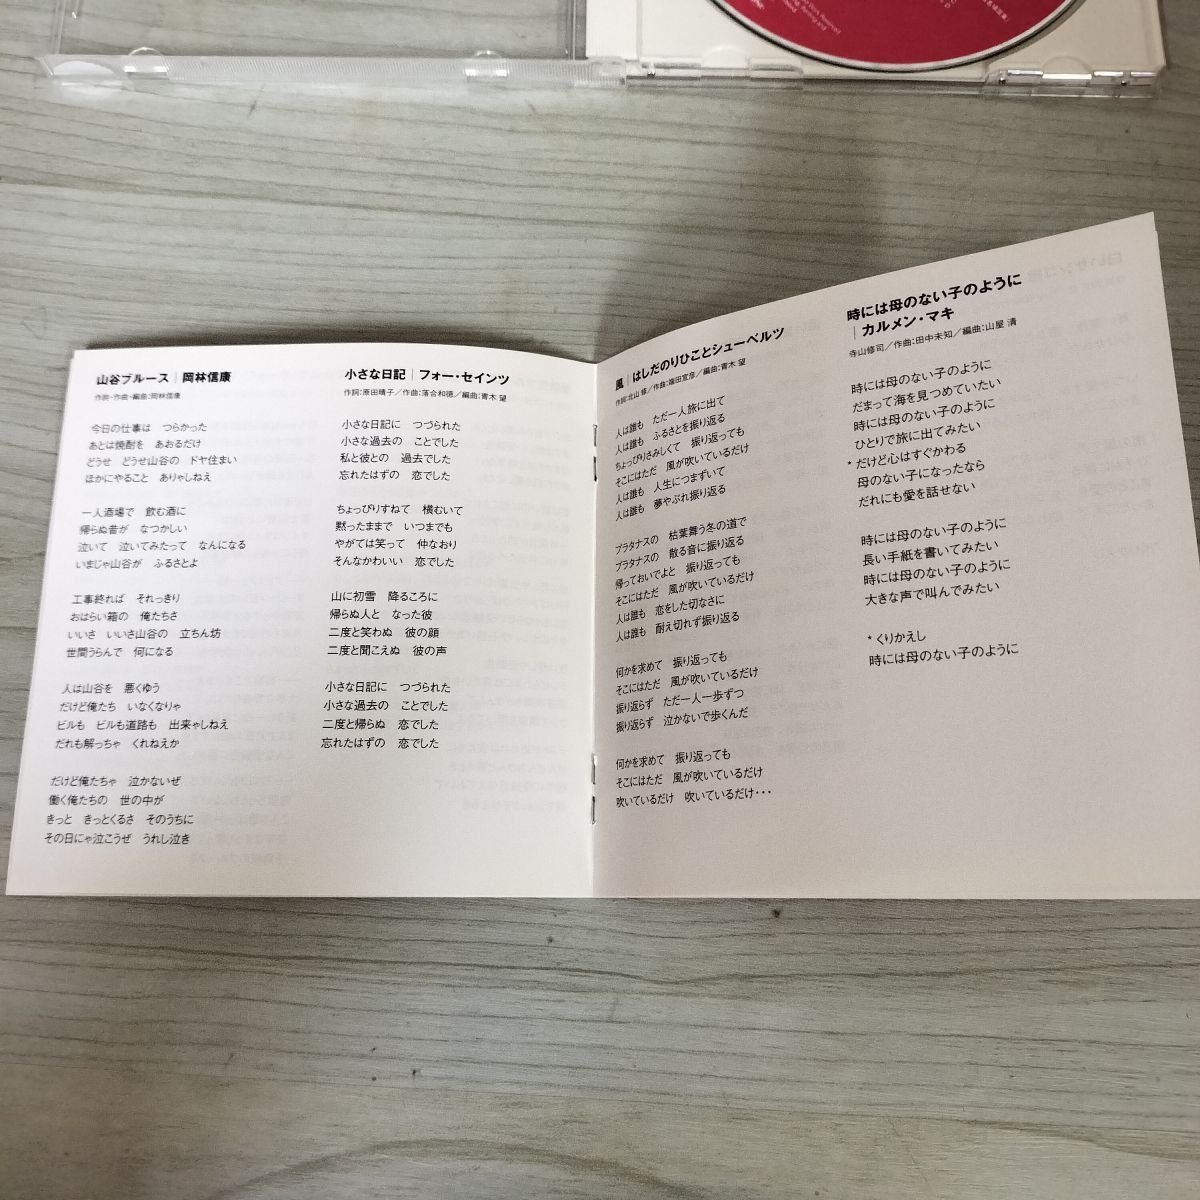 山谷ブルース｜岡林信康
作詞・作曲・編曲：岡林信康
今日の仕事は　つらかった
あとは焼酎を　あおるだけ
どうせ　どうせ山谷の　ドヤ住まい
ほかにやること　ありゃしねえ
一人酒場で　飲む酒に
帰らぬ昔が　なつかしい
泣いて　泣いてみたって　なんになる
いまじゃ山谷が　ふるさとよ
工事終れば　それっきり
おはらい箱の　俺たちさ
いいさ　いいさ山谷の　立ちん坊
世間うらんで　何になる
人は山谷を　悪くゆう
だけど俺たち　いなくなりゃ
ビルも　ビルも道路も　出来ゃしねえ
だれも解っちゃ　くれねえか
だけど俺たちゃ　泣かないぜ
働く俺たちの　世の中が
きっと　きっとくるさ　そのうちに
その日にゃ泣こうぜ　うれし泣き
小さな日記｜フォー・セインツ
作詞：原田晴子／作曲：落合和徳／編曲：青木 望
小さな日記に　つづられた
小さな過去の　ことでした
私と彼との　過去でした
忘れたはずの　恋でした
ちょっぴりすねて　横むいて
黙ったままで　いつまでも
やがては笑って　仲なおり
そんなかわいい　恋でした
山に初雪　降るころに
帰らぬ人と　なった彼
二度と笑わぬ　彼の顔
二度と聞こえぬ　彼の声
小さな日記に　つづられた
小さな過去の　ことでした
二度と帰らぬ　恋でした
忘れたはずの　恋でした
風｜はしだのりひことシューベルツ
作詞：北山 修／作曲：端田宣彦／編曲：青木 望
人は誰も　ただ一人旅に出て
人は誰も　ふるさとを振り返る
ちょっぴりさみしくて　振り返っても
そこにはただ　風が吹いているだけ
人は誰も　人生につまずいて
人は誰も　夢やぶれ振り返る
プラタナスの　枯葉舞う冬の道で
プラタナスの　散る音に振り返る
帰っておいでよと　振り返っても
そこにはただ　風が吹いているだけ
人は誰も　恋をした切なさに
人は誰も　耐え切れず振り返る
何かを求めて　振り返っても
そこにはただ　風が吹いているだけ
振り返らず　ただ一人一歩ずつ
振り返らず　泣かないで歩くんだ
何かを求めて　振り返っても
そこにはただ　風が吹いているだけ
吹いているだけ　吹いているだけ・・・
時には母のない子のように
｜カルメン・マキ
寺山修司／作曲：田中未知／編曲：山屋 清
時には母のない子のように
だまって海を見つめていたい
時には母のない子のように
ひとりで旅に出てみたい
* だけど心はすぐかわる
母のない子になったなら
だれにも愛を話せない
時には母のない子のように
長い手紙を書いてみたい
時には母のない子のように
大きな声で叫んでみたい
* くりかえし
時には母のない子のように